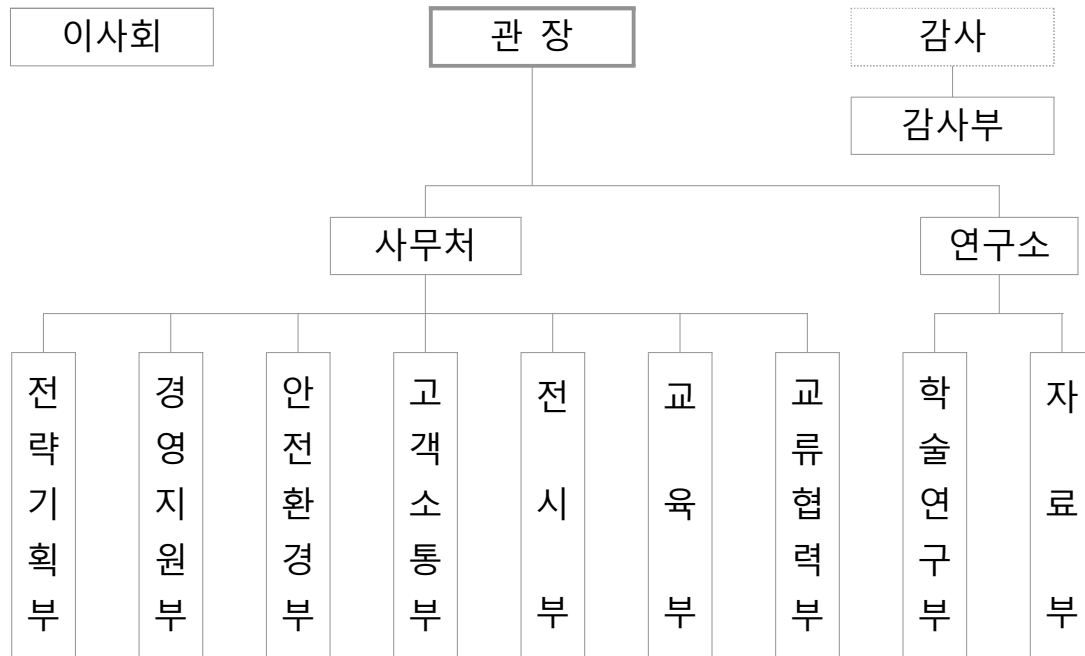 이사회
관 장
감사
감사부
사무처
연구소
전략기획부
경영지원부
안전환경부
고객소통부
전시부
교육부
교류협력부
학술연구부
자료부